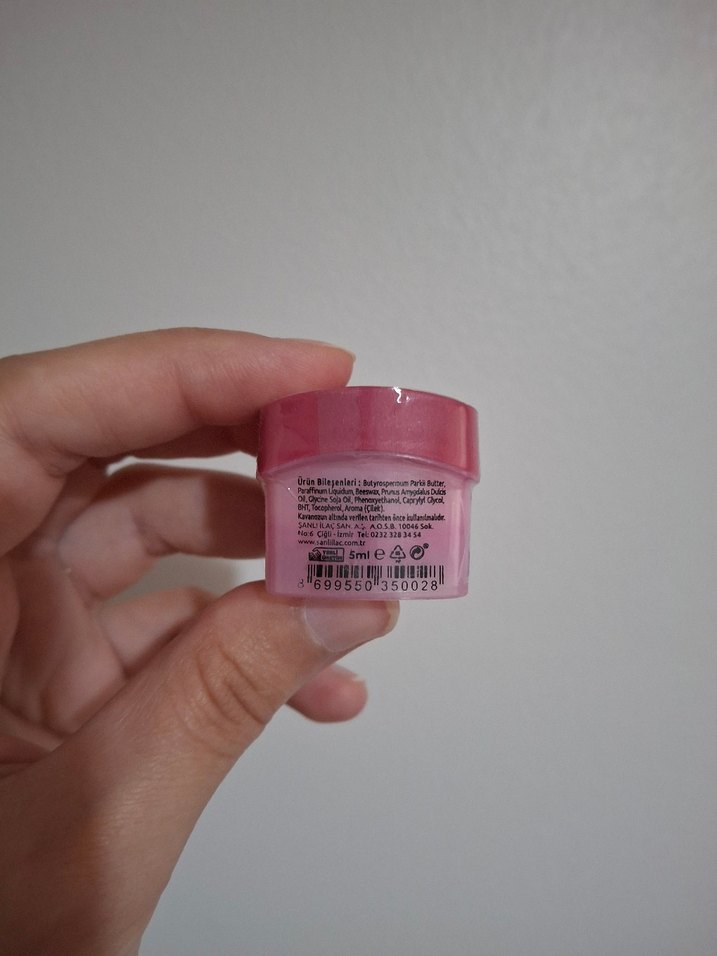 Ürün Bileşenleri : Butyrospermum Parkii Butter,
Paraffinum Liquidum, Beeswax, Prunus Amygdalus Dulcis
Oil, Glycine Soja Oil, Phenoxyethanol, Caprylyl Glycol,
BHT, Tocopherol, Aroma (Çilek).
Kavanozun altında verilen tarihten önce kullanılmalıdır.
ŞANLI İLAÇ SAN. A.Ş. A.O.S.B. 10046 Sok.
No:6 Çiğli - İzmir Tel: 0232 328 34 54
www.sanliilac.com.tr
YERLİ ÜRETİM 5ml e
8 699550 350028